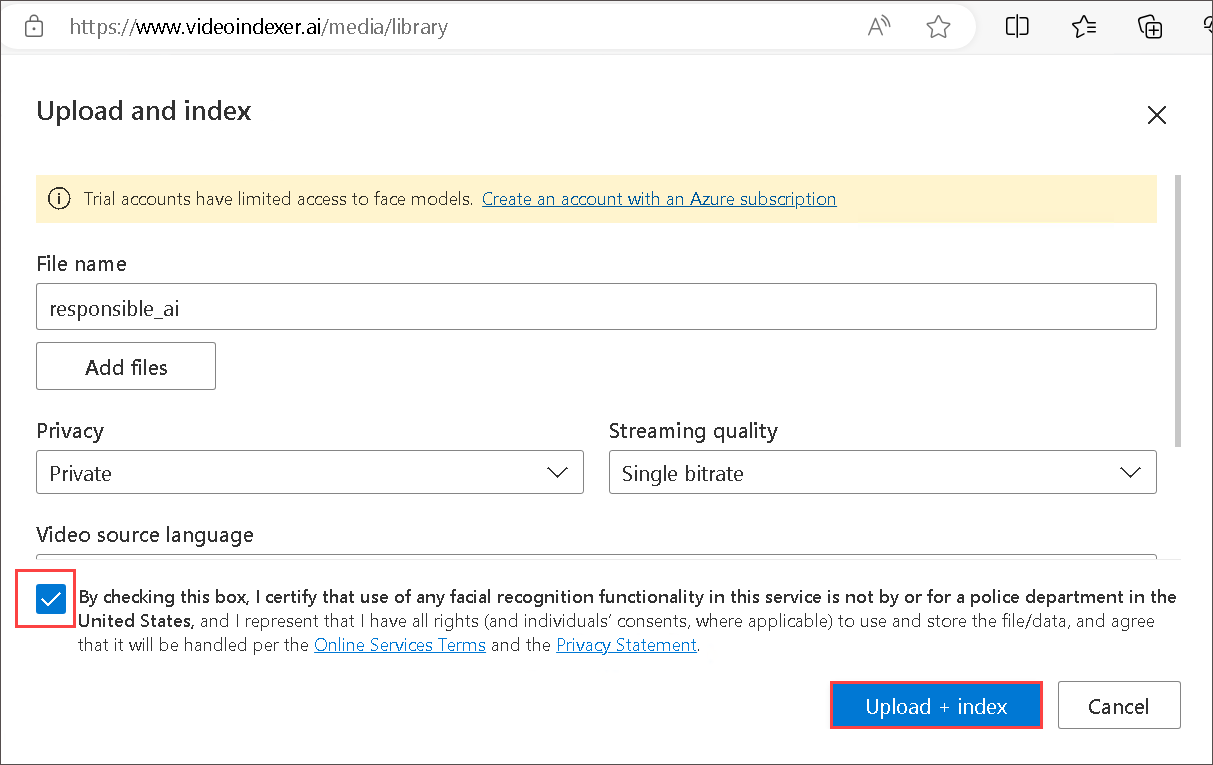 https://www.videoindexer.ai/media/library
Upload and index
Trial accounts have limited access to face models. Create an account with an Azure subscription
File name
responsible_ai
Add files
Privacy
Streaming quality
Private
Single bitrate
Video source language
By checking this box, I certify that use of any facial recognition functionality in this service is not by or for a police department in the
United States, and I represent that I have all rights (and individuals’ consents, where applicable) to use and store the file/data, and agree
that it will be handled per the Online Services Terms and the Privacy Statement.
Upload + index
Cancel